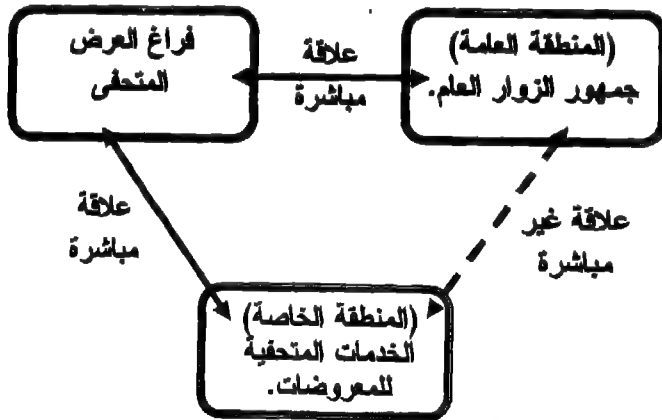 (المنطقة العامة)
جمهور الزوار العام.
علاقة
مباشرة
فراغ العرض
المتحفى
علاقة غير
مباشرة
علاقة
مباشرة
(المنطقة الخاصة)
الخدمات المتحفية
للمعروضات.